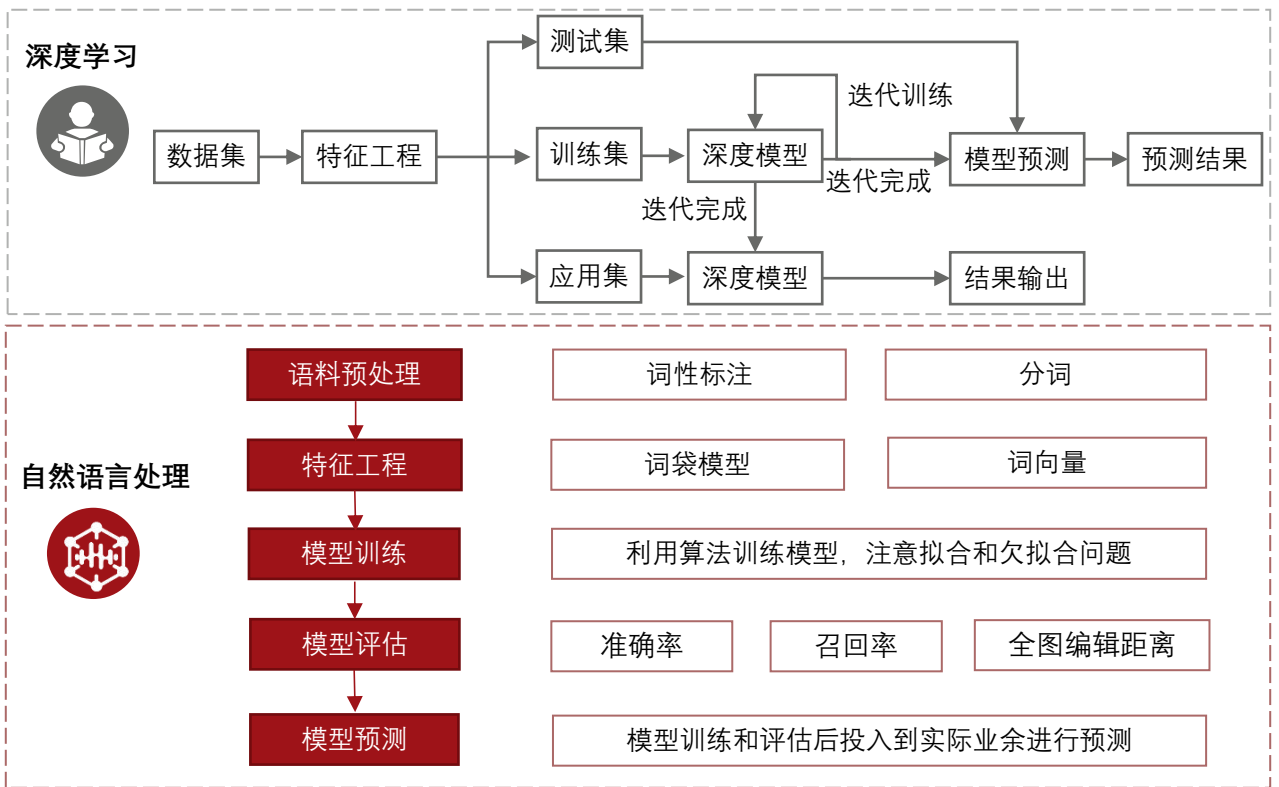 深度学习
测试集
迭代训练
数据集
特征工程
训练集
深度模型
模型预测
预测结果
迭代完成
迭代完成
应用集
深度模型
结果输出
自然语言处理
语料预处理
词性标注
分词
特征工程
词袋模型
词向量
模型训练
利用算法训练模型，注意拟合和欠拟合问题
模型评估
准确率
召回率
全图编辑距离
模型预测
模型训练和评估后投入到实际业余进行预测